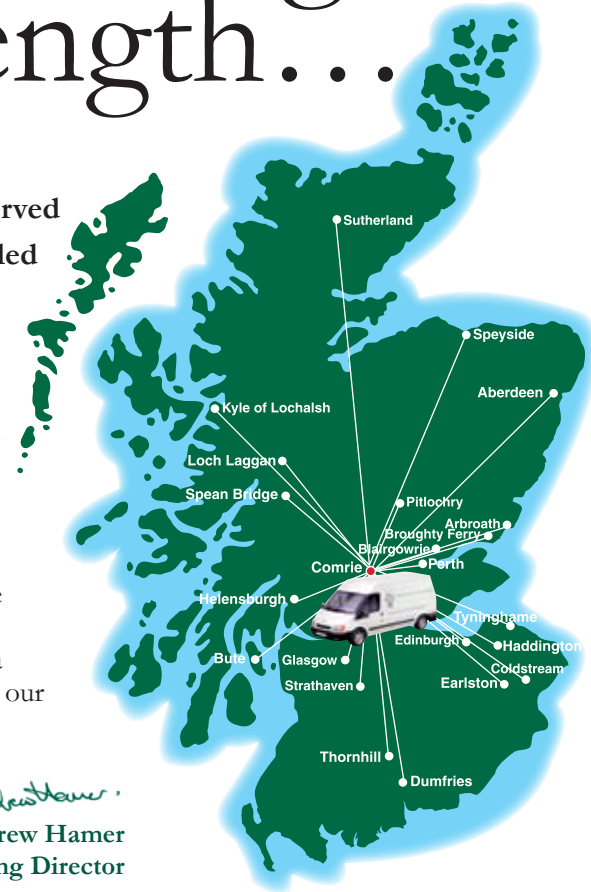 ength…
rved
led
Sutherland
Speyside
Aberdeen
Kyle of Lochalsh
Loch Laggan
Spean Bridge
Pitlochry
Arbroath
Broughty Ferry
Blairgowrie
Comrie
Perth
Helensburgh
Tyninghame
Edinburgh
Haddington
Bute
Glasgow
Coldstream
Strathaven
Earlston
our
Thornhill
Dumfries
rew Hamer
ng Director